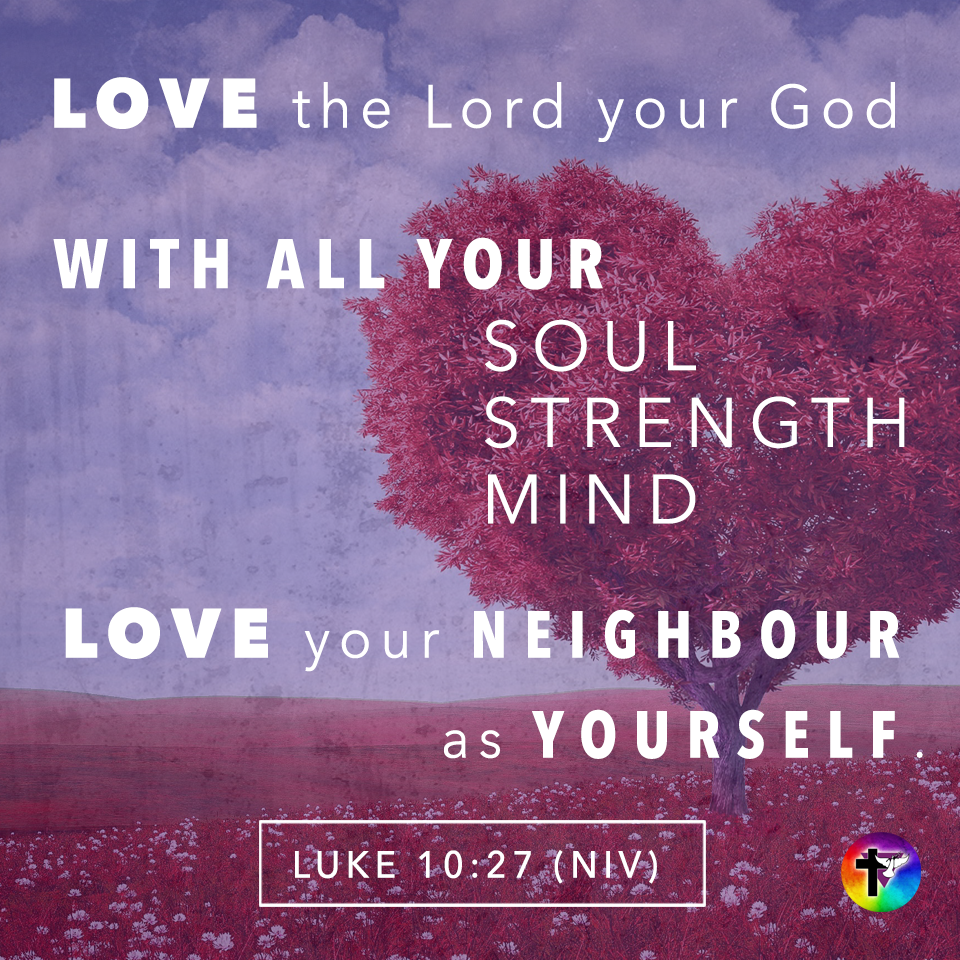 LOVE the Lord your God
WITH ALL YOUR
SOUL
STRENGTH
MIND
LOVE your NEIGHBOUR
as YOURSELF.
LUKE 10:27 (NIV)